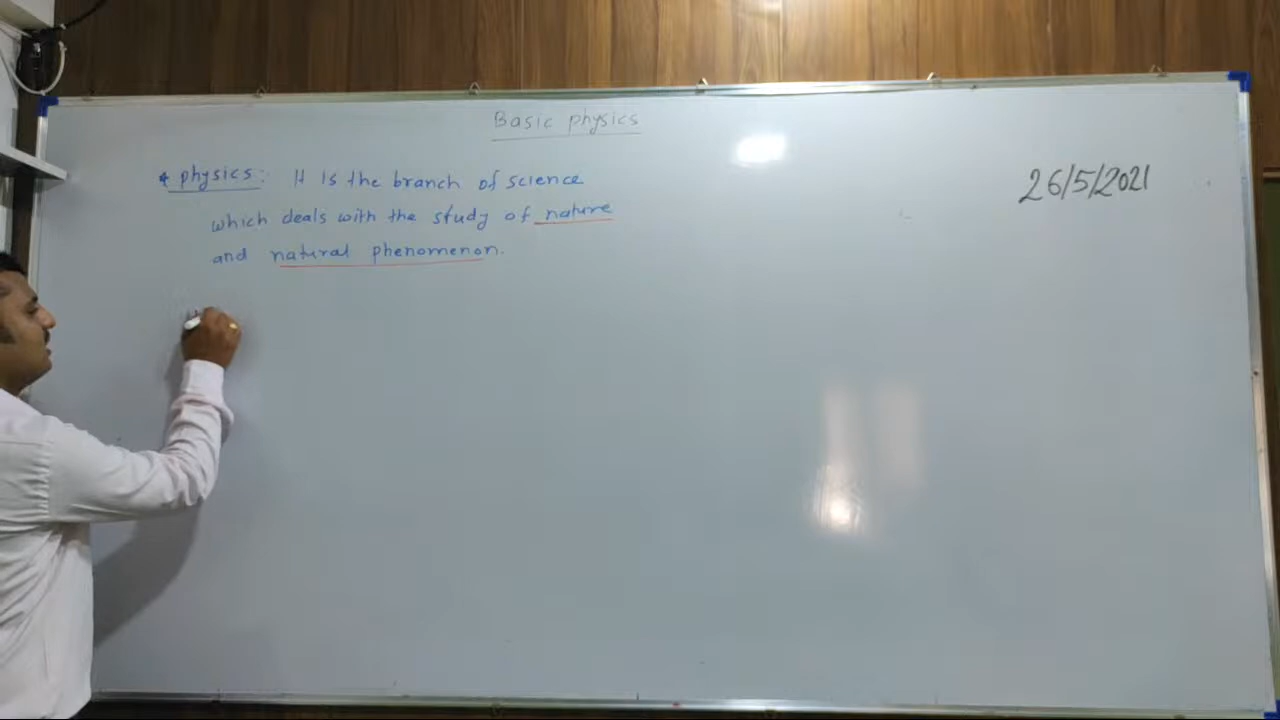 Basic physics
* physics: It is the branch of science
which deals with the study of nature
and natural phenomenon.
26/5/2021